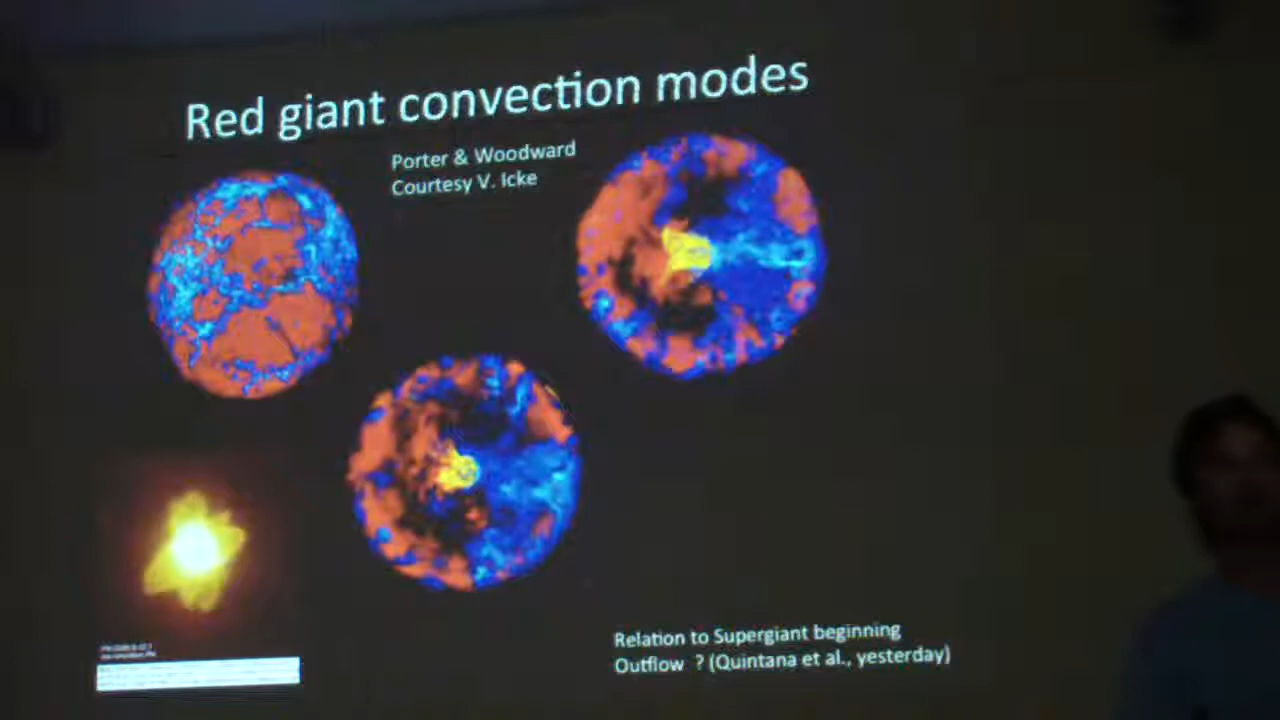 Red giant convection modes
Porter & Woodward
Courtesy V. Icke
Relation to Supergiant beginning
Outflow ? (Quintana et al., yesterday)